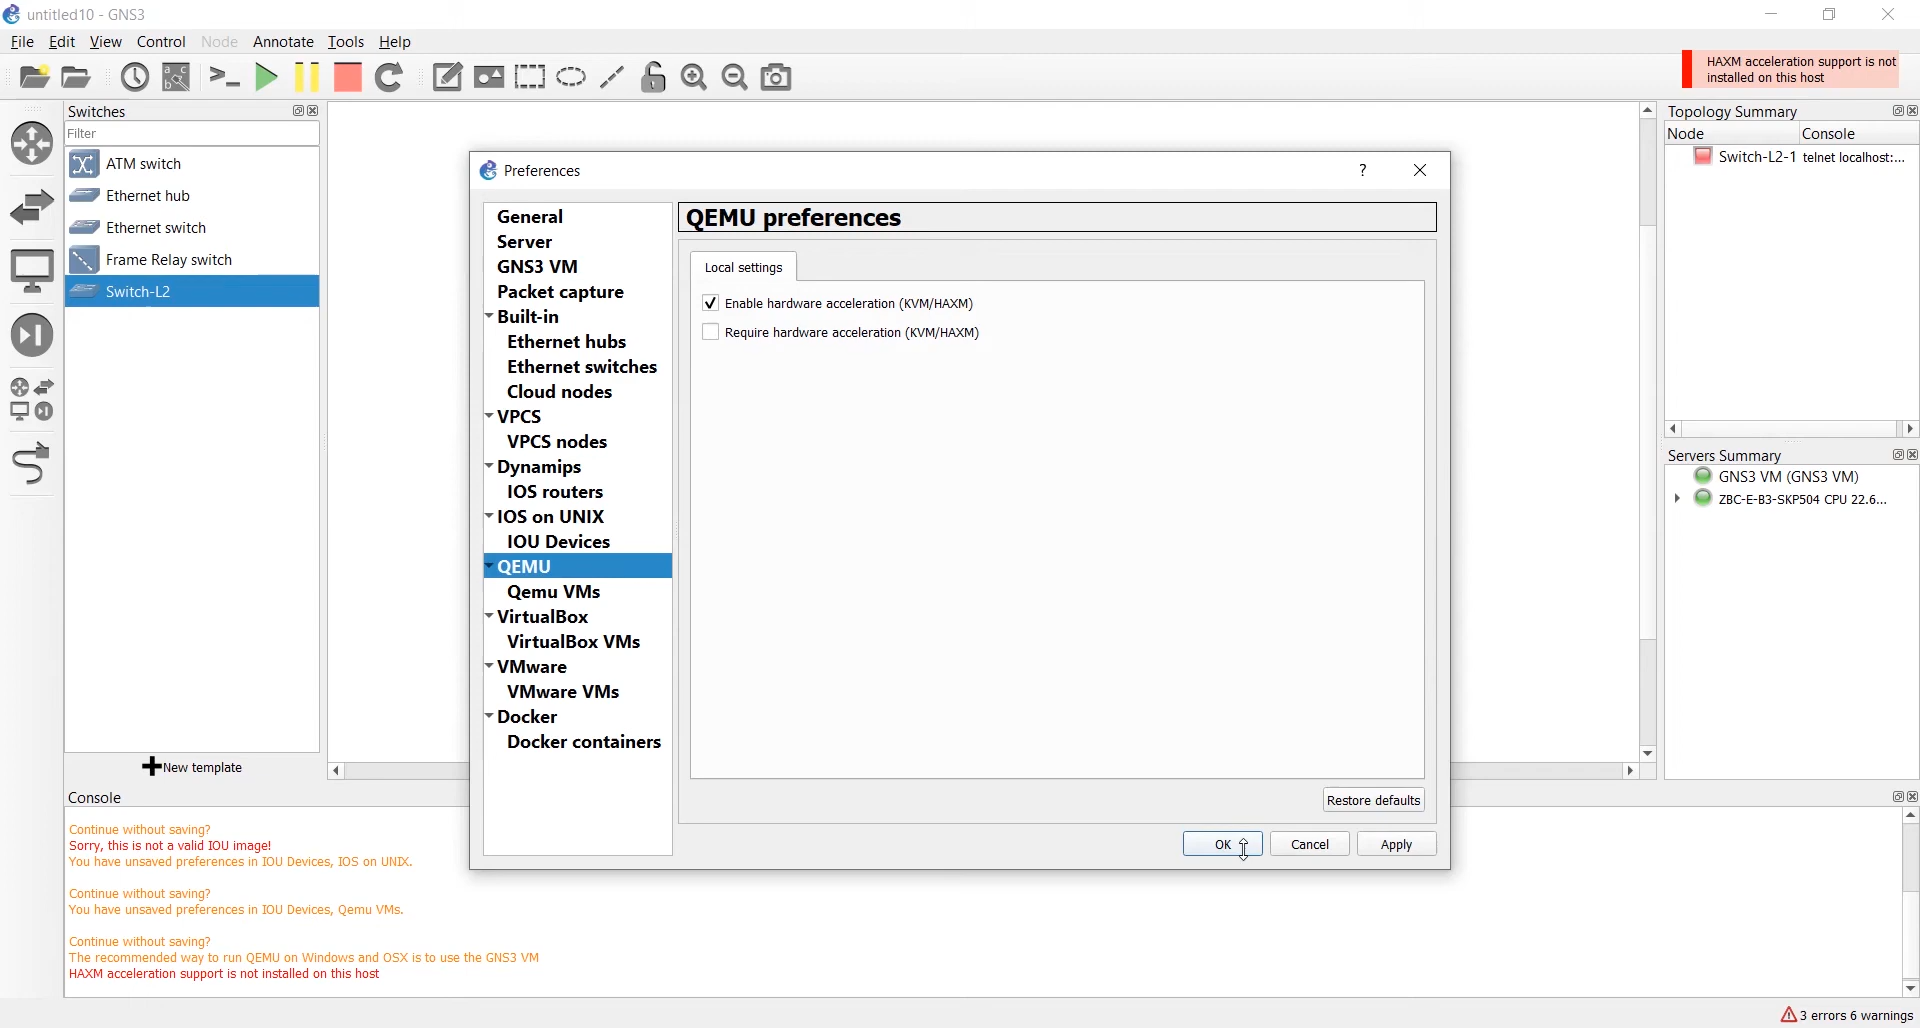 untitled10 - GNS3
File Edit View Control Node Annotate Tools Help
HAXM acceleration support is not
installed on this host
Switches
Filter
ATM switch
Ethernet hub
Ethernet switch
Frame Relay switch
Switch-L2
New template
Preferences
?
General
Server
GNS3 VM
Packet capture
Built-in
Ethernet hubs
Ethernet switches
Cloud nodes
VPCS
VPCS nodes
Dynamips
IOS routers
IOS on UNIX
IOU Devices
QEMU
Qemu VMs
VirtualBox
VirtualBox VMs
VMware
VMware VMs
Docker
Docker containers
QEMU preferences
Local settings
Enable hardware acceleration (KVM/HAXM)
Require hardware acceleration (KVM/HAXM)
Restore defaults
OK Cancel Apply
Topology Summary
Node Console
Switch-L2-1 telnet localhost:...
Servers Summary
GNS3 VM (GNS3 VM)
ZBC-E-B3-SKP504 CPU 22.6...
Console
Continue without saving?
Sorry, this is not a valid IOU image!
You have unsaved preferences in IOU Devices, IOS on UNIX.
Continue without saving?
You have unsaved preferences in IOU Devices, Qemu VMs.
Continue without saving?
The recommended way to run QEMU on Windows and OSX is to use the GNS3 VM
HAXM acceleration support is not installed on this host
3 errors 6 warnings